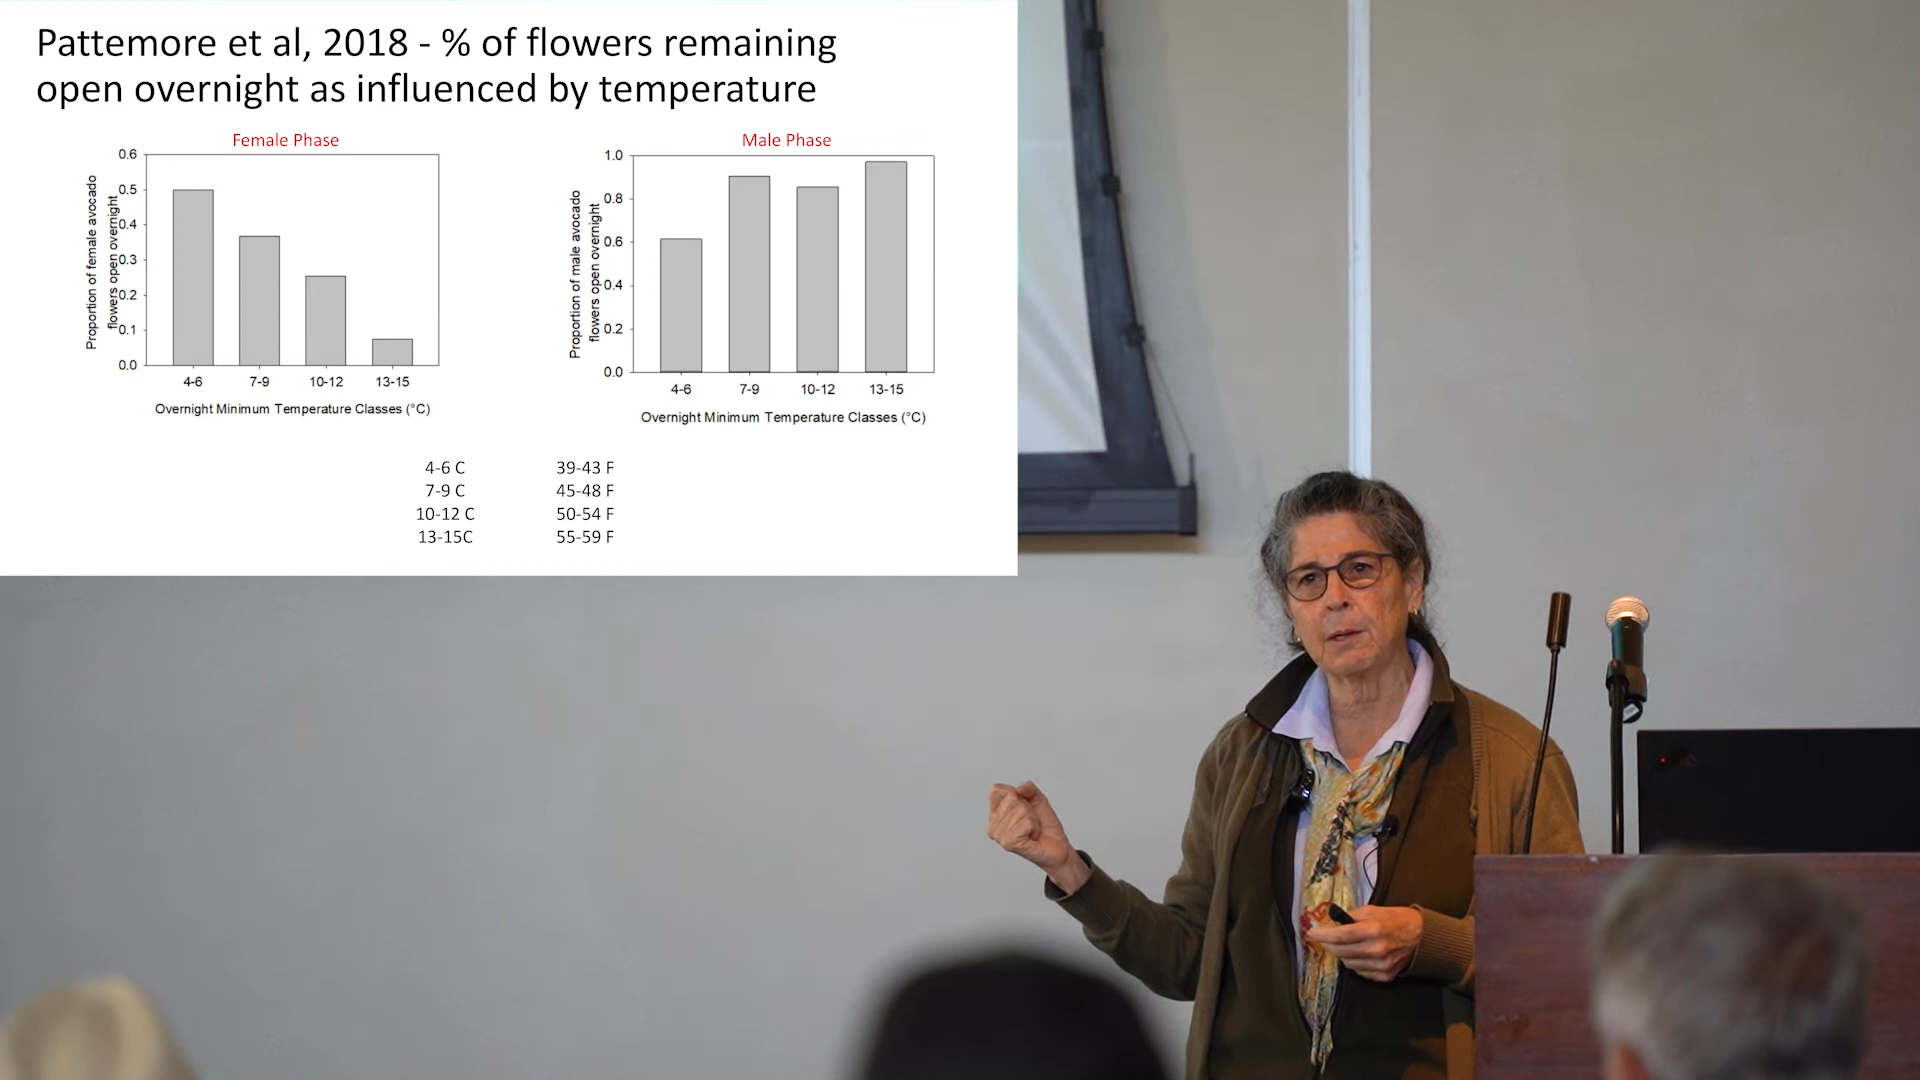 Pattemore et al, 2018 - % of flowers remaining
open overnight as influenced by temperature
Female Phase
Proportion of female avocado
flowers open overnight
0.6
0.5
0.4
0.3
0.2
0.1
0.0
4-6 7-9 10-12 13-15
Overnight Minimum Temperature Classes (°C)
Male Phase
Proportion of male avocado
flowers open overnight
1.0
0.8
0.6
0.4
0.2
0.0
4-6 7-9 10-12 13-15
Overnight Minimum Temperature Classes (°C)
4-6 C 39-43 F
7-9 C 45-48 F
10-12 C 50-54 F
13-15C 55-59 F